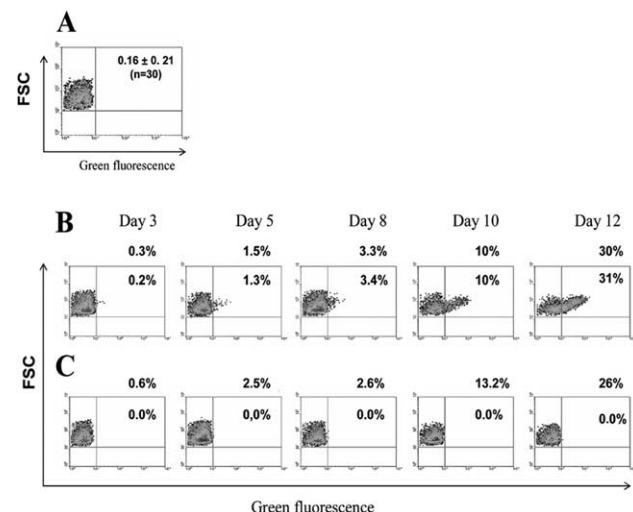 A
0.16 ± 0. 21
(n=30)
FSC
Green fluorescence
B
Day 3 Day 5 Day 8 Day 10 Day 12
0.3% 1.5% 3.3% 10% 30%
0.2% 1.3% 3.4% 10% 31%
C
FSC
0.6% 2.5% 2.6% 13.2% 26%
0.0% 0,0% 0.0% 0.0% 0.0%
Green fluorescence